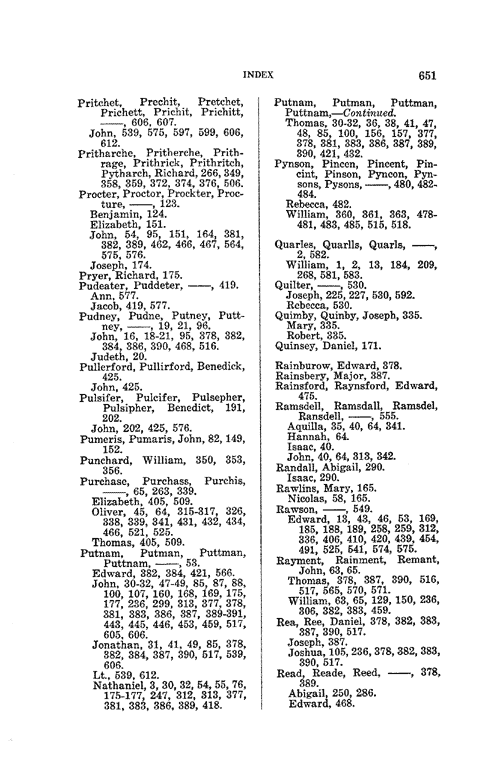 INDEX 651
Pritchet, Prechit, Pretchet,
Prichett, Prichit, Prichitt,
——, 606, 607.
John, 539, 575, 597, 599, 606,
612.
Pritharche, Pritherche, Prith-
rage, Prithrick, Prithritch,
Pytharch, Richard, 266, 349,
358, 359, 372, 374, 376, 506.
Procter, Proctor, Prockter, Proc-
ture, ——, 123.
Benjamin, 124.
Elizabeth, 151.
John, 54, 95, 151, 164, 381,
382, 389, 462, 466, 467, 564,
575, 576.
Joseph, 174.
Pryer, Richard, 175.
Pudeater, Puddeter, ——, 419.
Ann, 577.
Jacob, 419, 577.
Pudney, Pudne, Putney, Putt-
ney, ——, 19, 21, 96.
John, 16, 18-21, 95, 378, 382,
384, 386, 390, 468, 516.
Judeth, 20.
Pullerford, Pullirford, Benedick,
425.
John, 425.
Pulsifer, Pulcifer, Pulsepher,
Pulsipher, Benedict, 191,
202.
John, 202, 425, 576.
Pumeris, Pumaris, John, 82, 149,
152.
Punchard, William, 350, 353,
356.
Purchase, Purchass, Purchis,
——, 65, 263, 339.
Elizabeth, 405, 509.
Oliver, 45, 64, 315-317, 326,
338, 339, 341, 431, 432, 434,
466, 521, 525.
Thomas, 405, 509.
Putnam, Putman, Puttman,
Puttnam, ——, 53.
Edward, 382, 384, 421, 566.
John, 30-32, 47-49, 85, 87, 88,
100, 107, 160, 168, 169, 175,
177, 236, 299, 313, 377, 378,
381, 383, 386, 387, 389-391,
443, 445, 446, 453, 459, 517,
605, 606.
Jonathan, 31, 41, 49, 85, 378,
382, 384, 387, 390, 517, 539,
606.
Lt., 539, 612.
Nathaniel, 3, 30, 32, 54, 55, 76,
175-177, 247, 312, 313, 377,
381, 383, 386, 389, 418.
Putnam, Putman, Puttman,
Puttnam,—Continued.
Thomas, 30-32, 36, 38, 41, 47,
48, 85, 100, 156, 157, 377,
378, 381, 383, 386, 387, 389,
390, 421, 432.
Pynson, Pincen, Pincent, Pin-
cint, Pinson, Pyncon, Pyn-
sons, Pysons, ——, 480, 482-
484.
Rebecca, 482.
William, 360, 361, 363, 478-
481, 483, 485, 515, 518.
Quarles, Quarlls, Quarls, ——,
2, 582.
William, 1, 2, 13, 184, 209,
268, 581, 583.
Quilter, ——, 530.
Joseph, 225, 227, 530, 592.
Rebecca, 530.
Quimby, Quinby, Joseph, 335.
Mary, 335.
Robert, 335.
Quinsey, Daniel, 171.
Rainburow, Edward, 378.
Rainsbery, Major, 387.
Rainsford, Raynsford, Edward,
475.
Ramsdell, Ramsdall, Ramsdel,
Ransdell, ——, 555.
Aquilla, 35, 40, 64, 341.
Hannah, 64.
Isaac, 40.
John, 40, 64, 313, 342.
Randall, Abigail, 290.
Isaac, 290.
Rawlins, Mary, 165.
Nicolas, 58, 165.
Rawson, ——, 549.
Edward, 13, 43, 46, 53, 169,
185, 188, 189, 258, 259, 312,
336, 406, 410, 420, 439, 454,
491, 525, 541, 574, 575.
Rayment, Rainment, Remant,
John, 63, 65.
Thomas, 378, 387, 390, 516,
517, 565, 570, 571.
William, 63, 65, 129, 150, 236,
306, 382, 383, 459.
Rea, Ree, Daniel, 378, 382, 383,
387, 390, 517.
Joseph, 387.
Joshua, 105, 236, 378, 382, 383,
390, 517.
Read, Reade, Reed, ——, 378,
389.
Abigail, 250, 286.
Edward, 468.